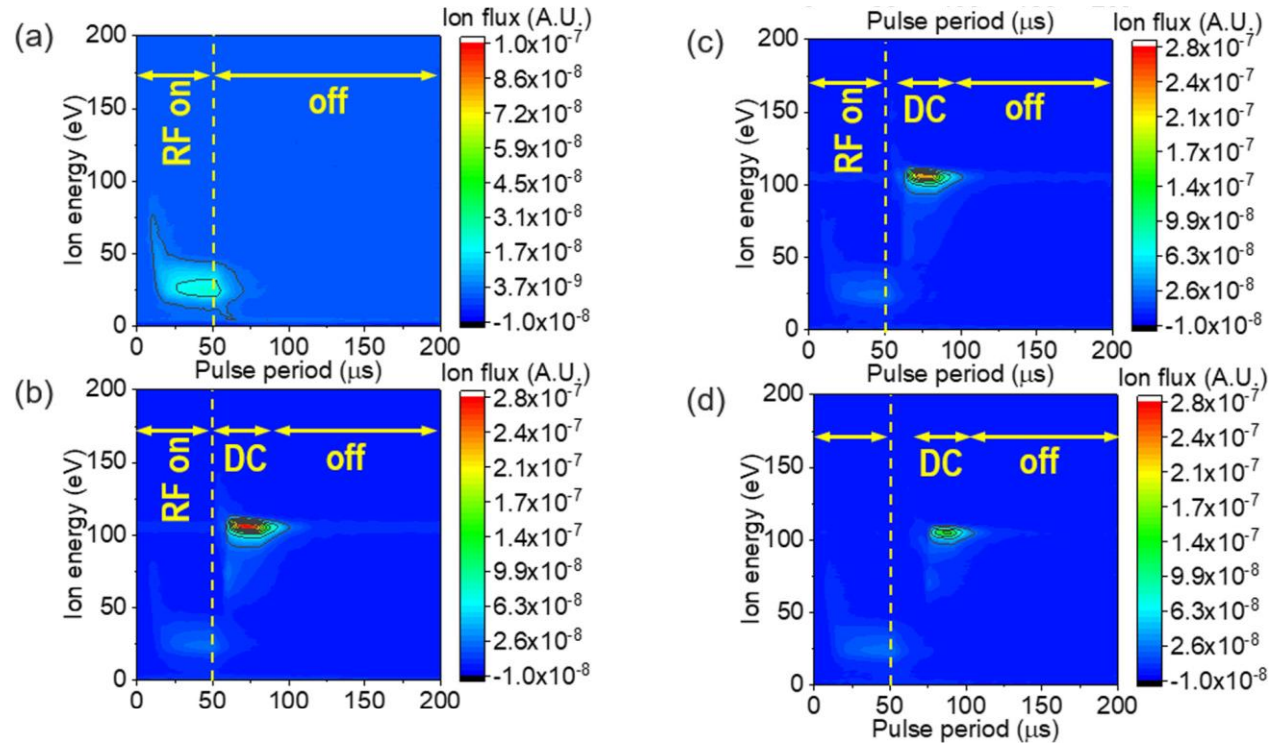 (a)
Ion flux (A.U.)
200
150
100
50
0
Ion energy (eV)
RF on
off
1.0x10-7
8.6x10-8
7.2x10-8
5.9x10-8
4.5x10-8
3.1x10-8
1.7x10-8
3.7x10-9
-1.0x10-8
0 50 100 150 200
Pulse period (μs)
(b)
Ion flux (A.U.)
200
150
100
50
0
Ion energy (eV)
RF on
DC
off
2.8x10-7
2.4x10-7
2.1x10-7
1.7x10-7
1.4x10-7
9.9x10-8
6.3x10-8
2.6x10-8
-1.0x10-8
0 50 100 150 200
(c)
Pulse period (μs)
Ion flux (A.U.)
200
150
100
50
0
Ion energy (eV)
RF on
DC
off
2.8x10-7
2.4x10-7
2.1x10-7
1.7x10-7
1.4x10-7
9.8x10-8
6.3x10-8
2.6x10-8
-1.0x10-8
0 50 100 150 200
Pulse period (μs)
(d)
Ion flux (A.U.)
200
150
100
50
0
Ion energy (eV)
DC
off
2.8x10-7
2.4x10-7
2.1x10-7
1.7x10-7
1.4x10-7
9.8x10-8
6.3x10-8
2.6x10-8
-1.0x10-8
0 50 100 150 200
Pulse period (μs)